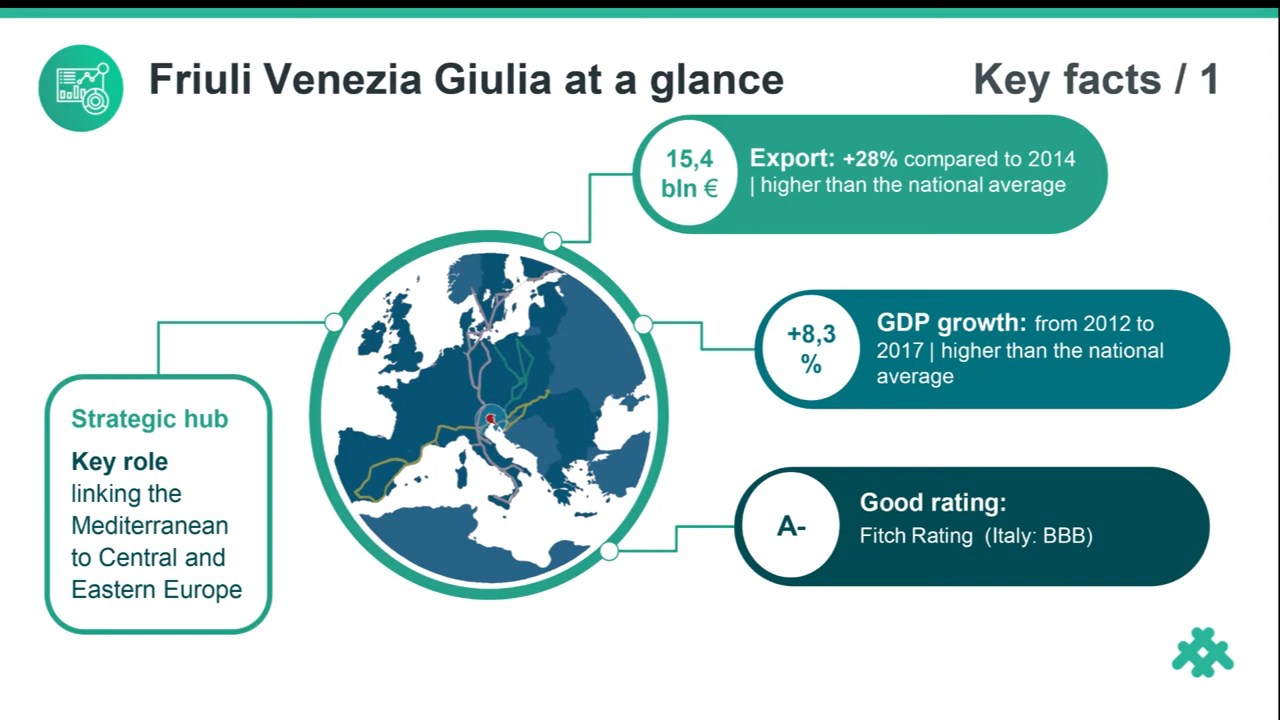 Friuli Venezia Giulia at a glance
Key facts / 1
15,4
bln €
Export: +28% compared to 2014
| higher than the national average
+8,3
%
GDP growth: from 2012 to
2017 | higher than the national
average
Strategic hub
Key role
linking the
Mediterranean
to Central and
Eastern Europe
A-
Good rating:
Fitch Rating (Italy: BBB)